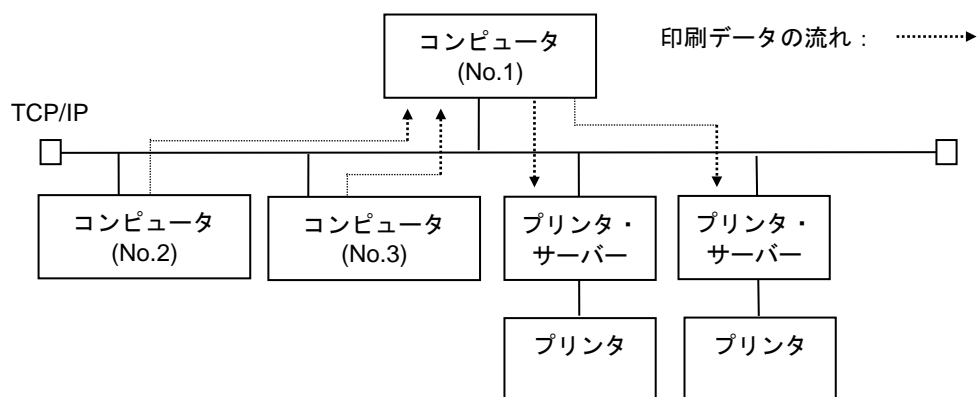 コンピュータ
(No.1)
印刷データの流れ：
TCP/IP
コンピュータ
(No.2)
コンピュータ
(No.3)
プリンタ・
サーバー
プリンタ・
サーバー
プリンタ
プリンタ